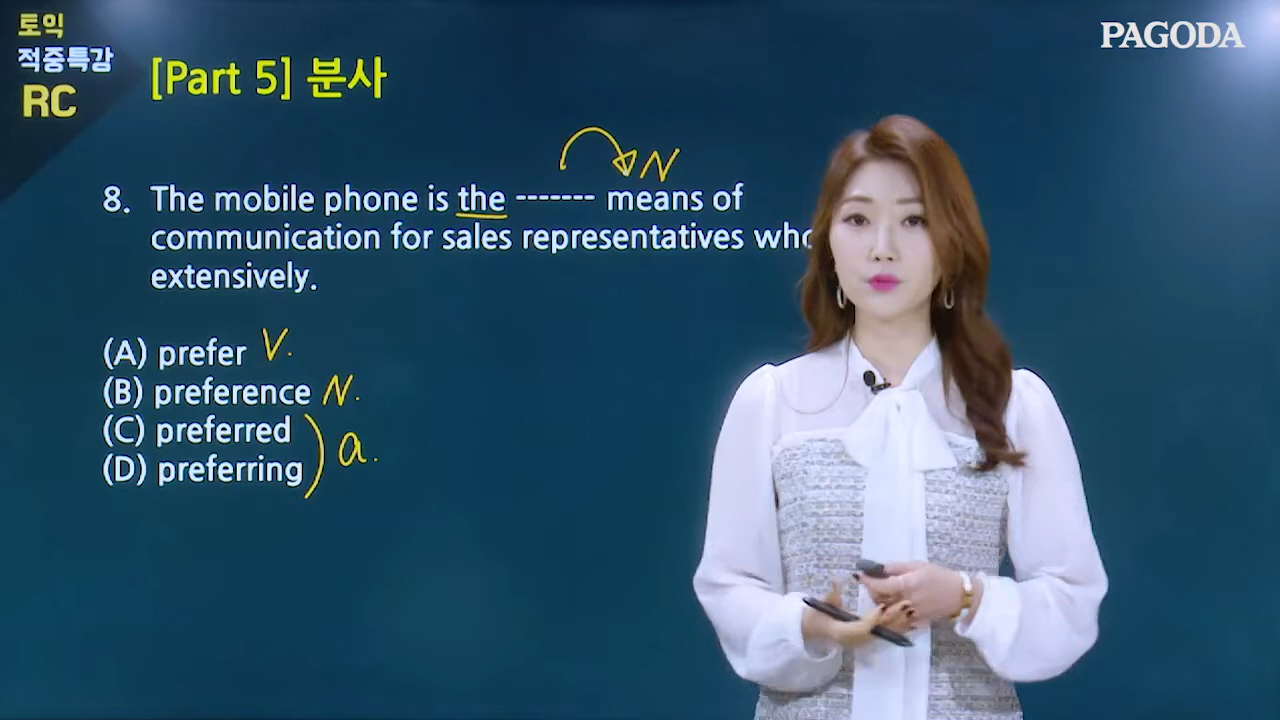 토익
적중특강
RC
PAGODA
[Part 5] 분사
N
8. The mobile phone is the ------- means of
communication for sales representatives
extensively.
(A) prefer V.
(B) preference N.
(C) preferred
(D) preferring
a.